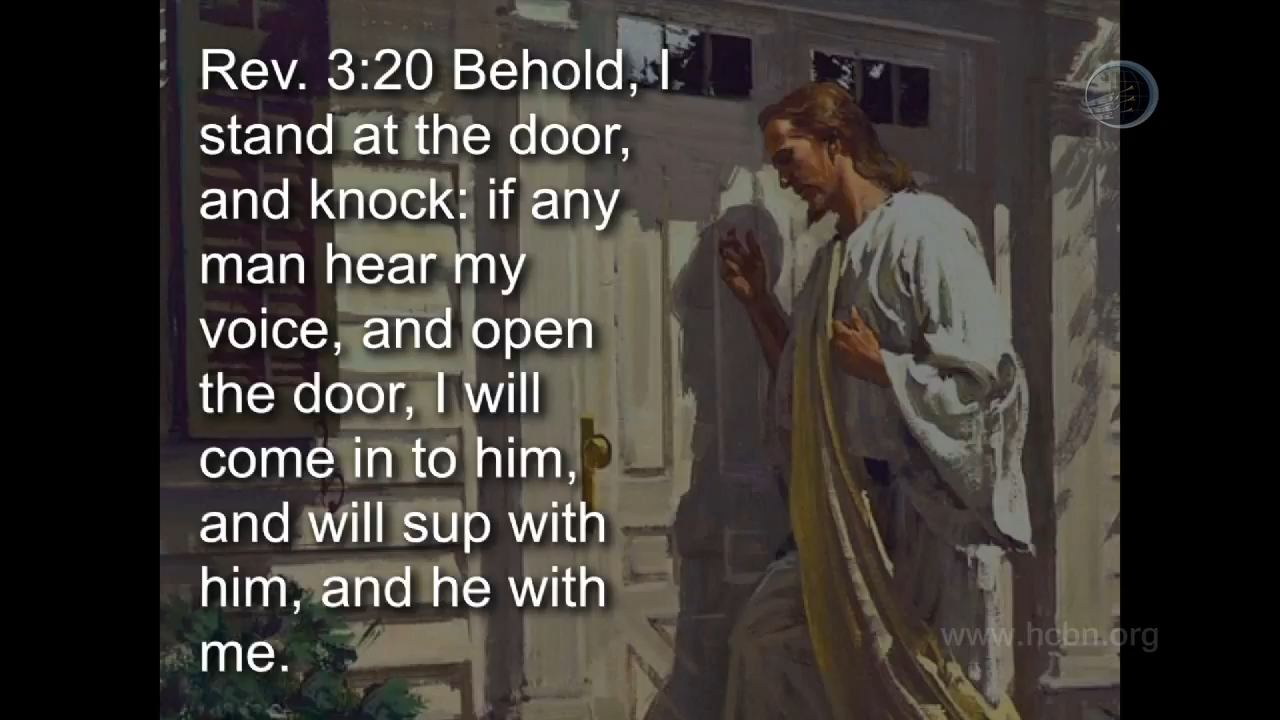 Rev. 3:20 Behold, I
stand at the door,
and knock: if any
man hear my
voice, and open
the door, I will
come in to him,
and will sup with
him, and he with
me.
www.hcbn.org